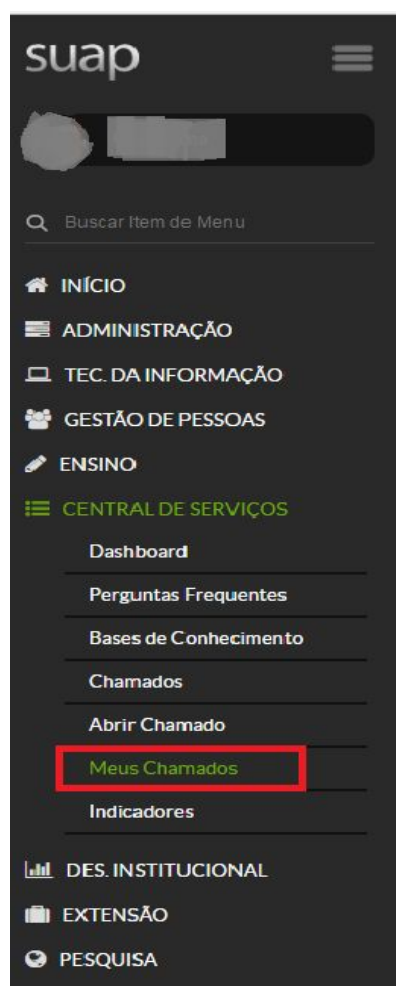 suap
Buscar Item de Menu
INÍCIO
ADMINISTRAÇÃO
TEC. DA INFORMAÇÃO
GESTÃO DE PESSOAS
ENSINO
CENTRAL DE SERVIÇOS
Dashboard
Perguntas Frequentes
Bases de Conhecimento
Chamados
Abrir Chamado
Meus Chamados
Indicadores
DES. INSTITUCIONAL
EXTENSÃO
PESQUISA